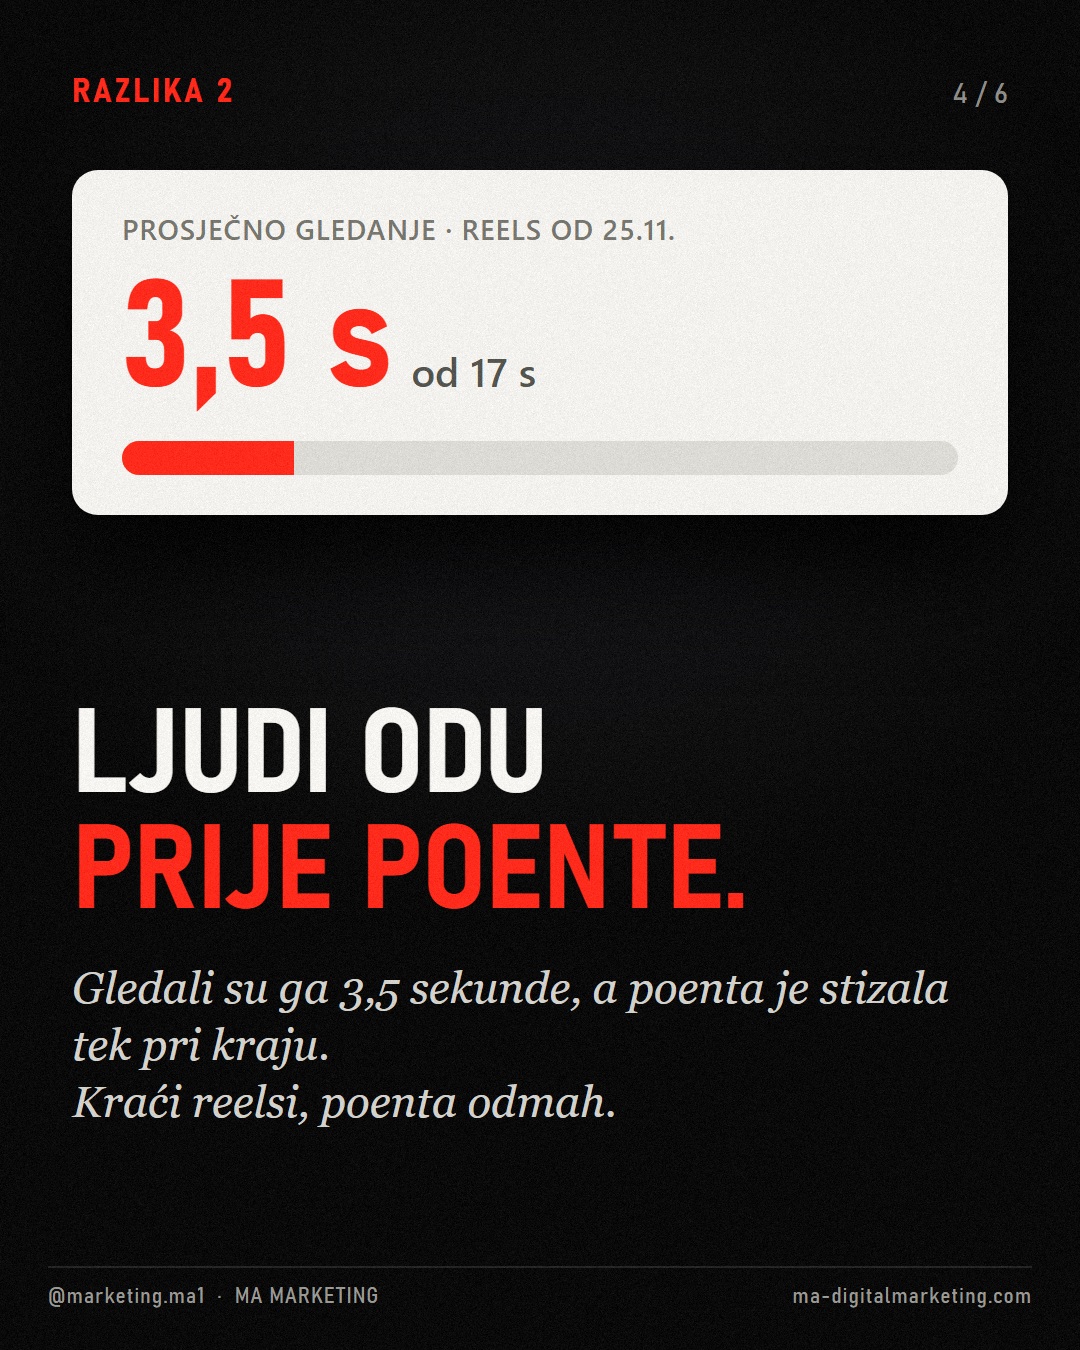 RAZLIKA 2
4 / 6
PROSJEČNO GLEDANJE · REELS OD 25.11.
3,5 s od 17 s
LJUDI ODU
PRIJE POENTE.
Gledali su ga 3,5 sekunde, a poenta je stizala
tek pri kraju.
Kraći reelsi, poenta odmah.
@marketing.ma1 · MA MARKETING
ma-digitalmarketing.com